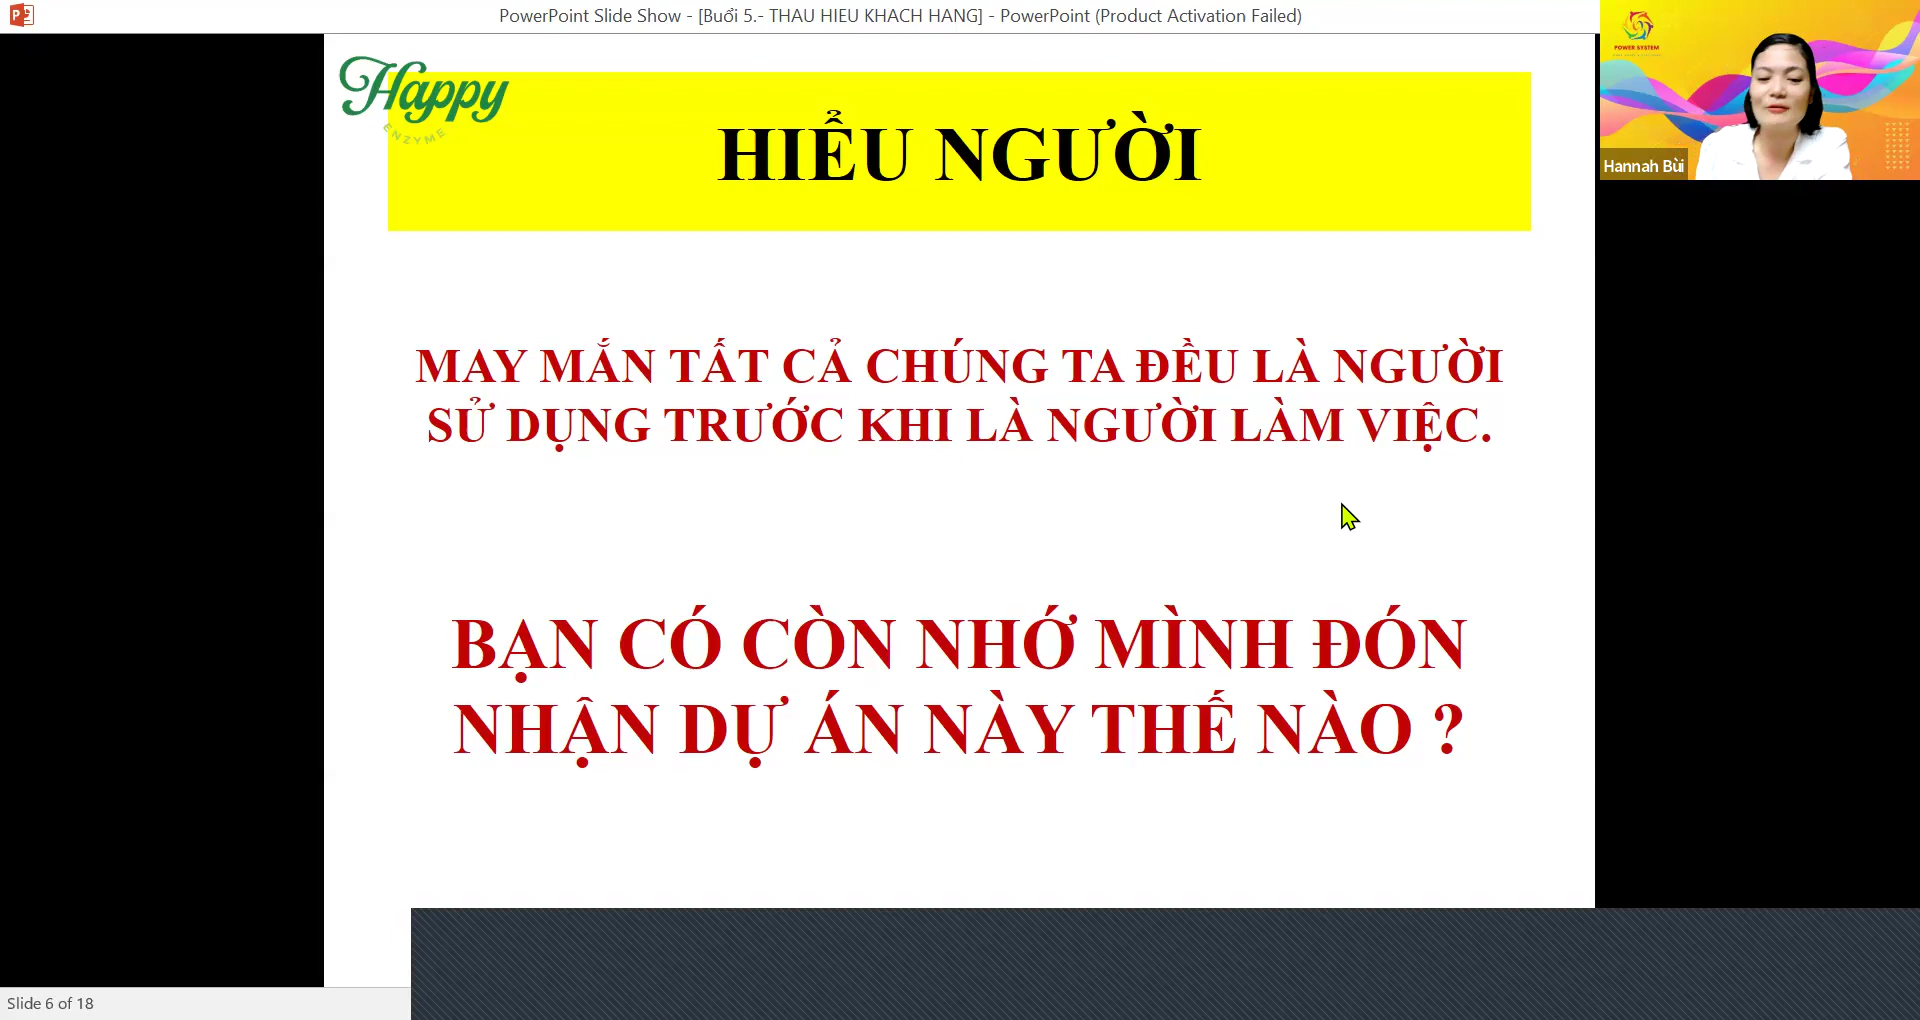 PowerPoint Slide Show - [Buổi 5.- THAU HIEU KHACH HANG] - PowerPoint (Product Activation Failed)
POWER SYSTEM
Hannah Bùi
Happy
ENZYME
HIỂU NGƯỜI
MAY MẮN TẤT CẢ CHÚNG TA ĐỀU LÀ NGƯỜI
SỬ DỤNG TRƯỚC KHI LÀ NGƯỜI LÀM VIỆC.
BẠN CÓ CÒN NHỚ MÌNH ĐÓN
NHẬN DỰ ÁN NÀY THẾ NÀO ?
Slide 6 of 18